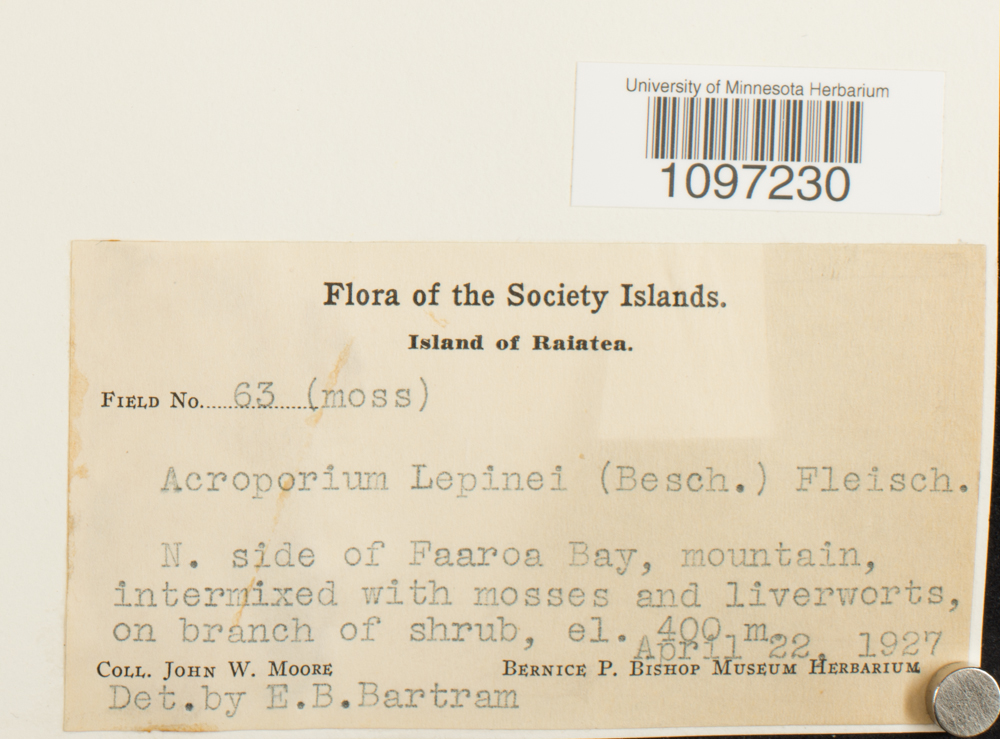 University of Minnesota Herbarium
1097230
Flora of the Society Islands.
Island of Raiatea.
FIELD No. 63 (moss)
Acroporium Lepinei (Besch.) Fleisch.
N. side of Faaroa Bay, mountain,
intermixed with mosses and liverworts,
on branch of shrub, el. 400 m.
April 22, 1927
COLL. JOHN W. MOORE BERNICE P. BISHOP MUSEUM HERBARIUM
Det.by E.B.Bartram